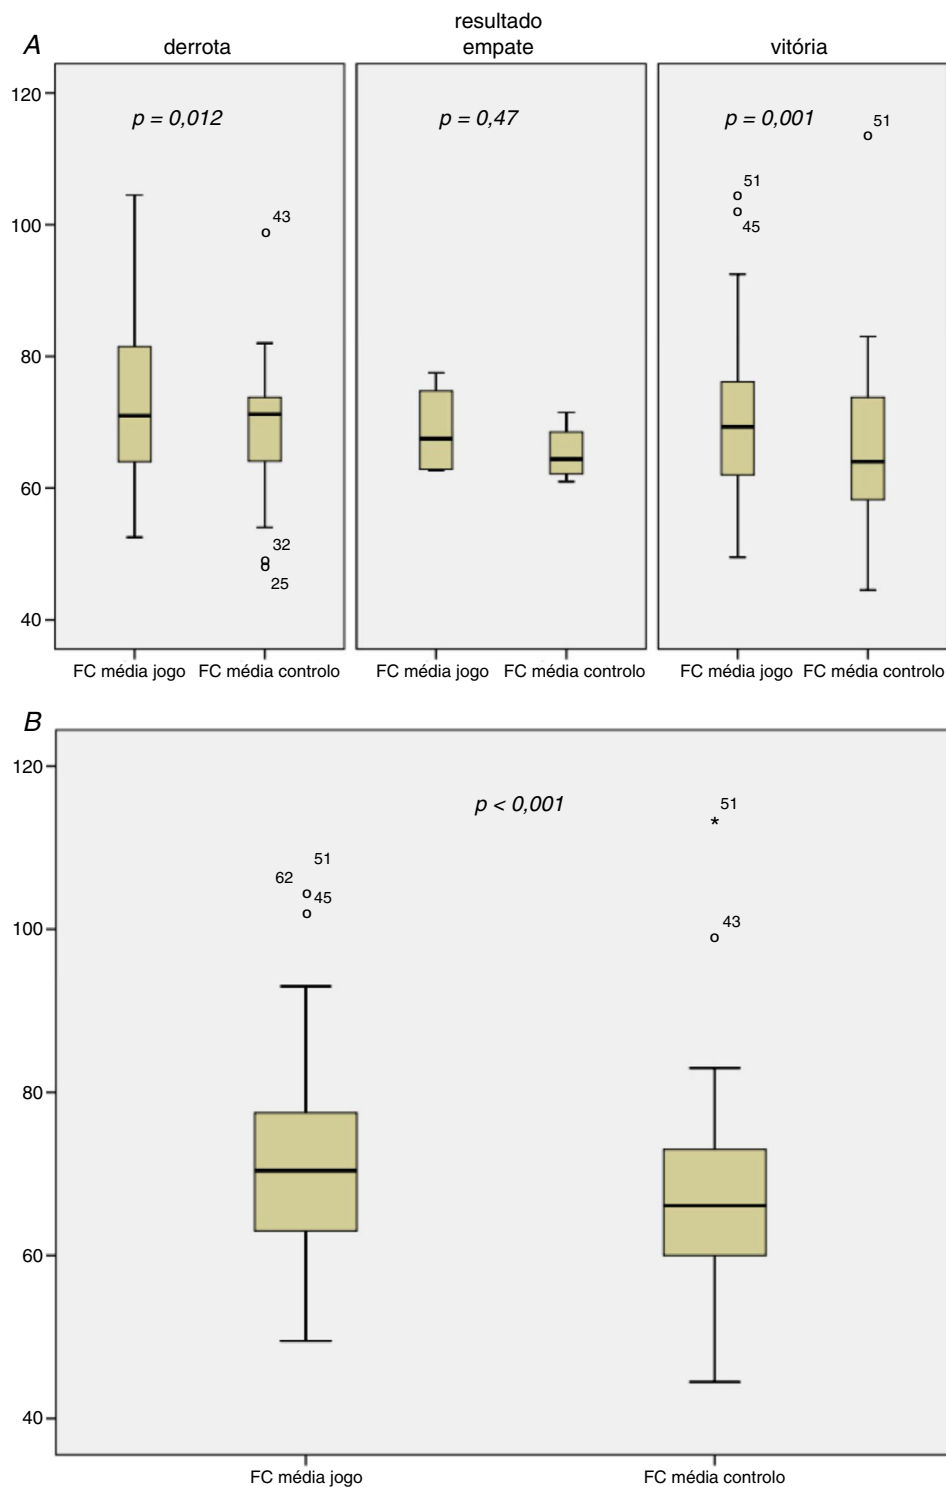 A
resultado
derrota
empate
vitória
120
100
80
60
40
p = 0,012
43
32
25
p = 0,47
p = 0,001
51
51
45
FC média jogo
FC média controlo
FC média jogo
FC média controlo
FC média jogo
FC média controlo
B
120
100
80
60
40
p < 0,001
51
62
45
51
*
43
FC média jogo
FC média controlo